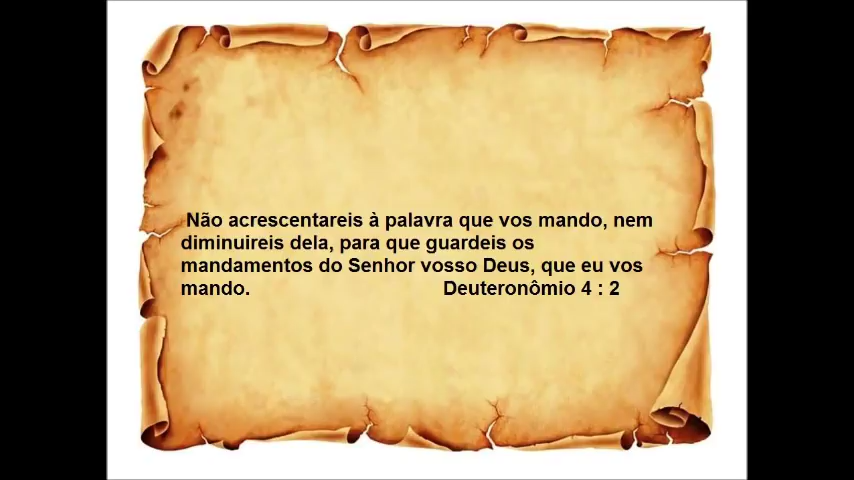 Não acrescentareis à palavra que vos mando, nem
diminuireis dela, para que guardeis os
mandamentos do Senhor vosso Deus, que eu vos
mando. Deuteronômio 4 : 2